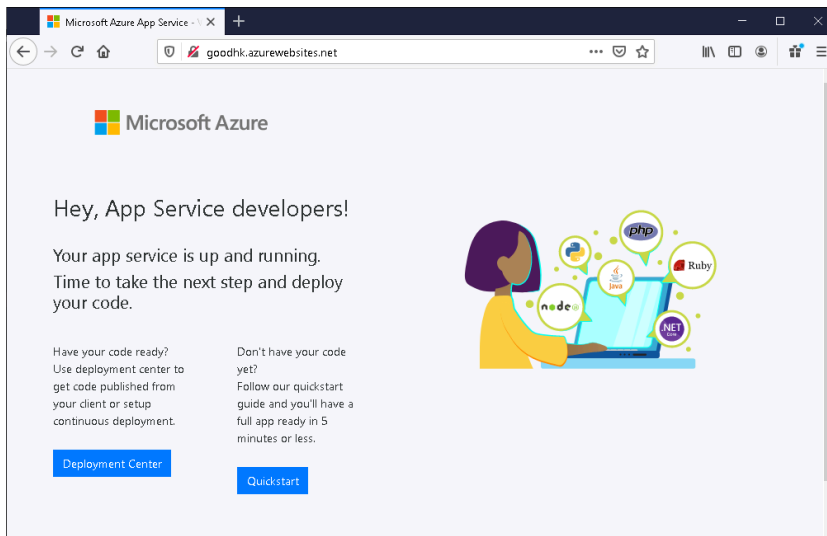 Microsoft Azure App Service - W
goodhk.azurewebsites.net
Microsoft Azure
Hey, App Service developers!
Your app service is up and running.
Time to take the next step and deploy
your code.
Have your code ready?
Use deployment center to
get code published from
your client or setup
continuous deployment.
Deployment Center
Don't have your code
yet?
Follow our quickstart
guide and you'll have a
full app ready in 5
minutes or less.
Quickstart
php
Java
Ruby
node
.NET
Core